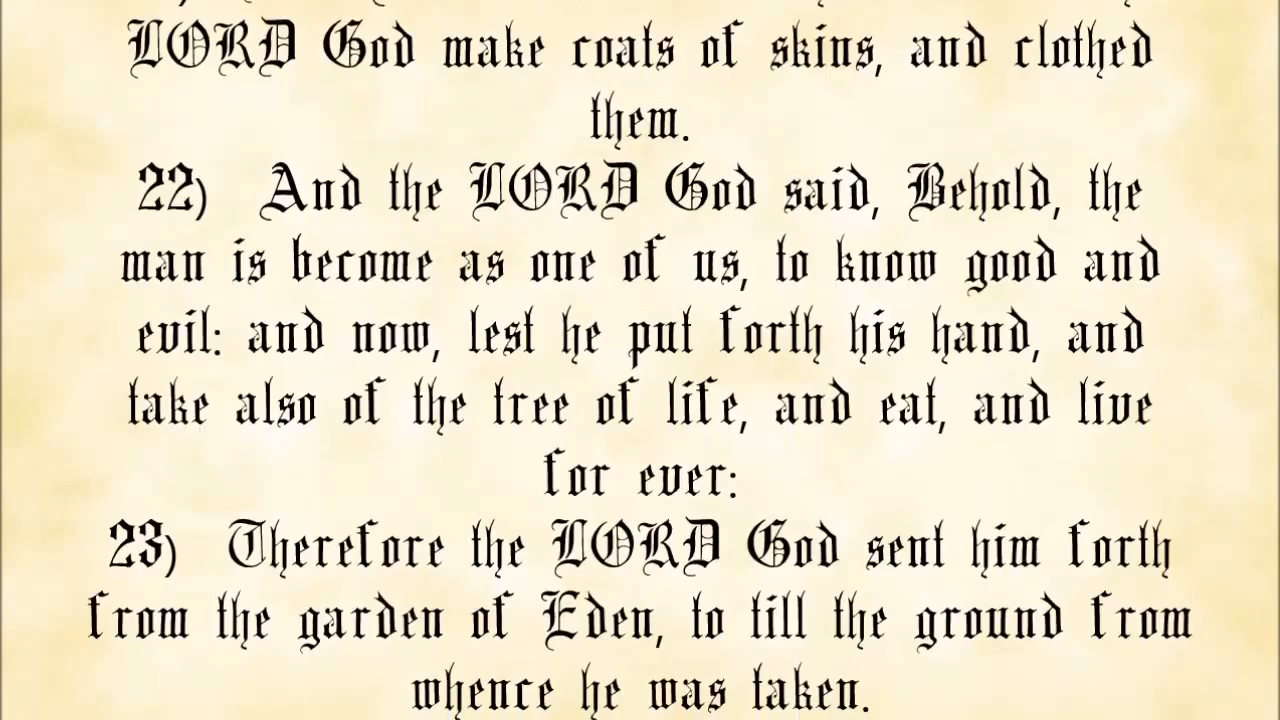 LORD God make coats of skins, and clothed
them.
22) And the LORD God said, Behold, the
man is become as one of us, to know good and
evil: and now, lest he put forth his hand, and
take also of the tree of life, and eat, and live
for ever:
23) Therefore the LORD God sent him forth
from the garden of Eden, to till the ground from
whence he was taken.